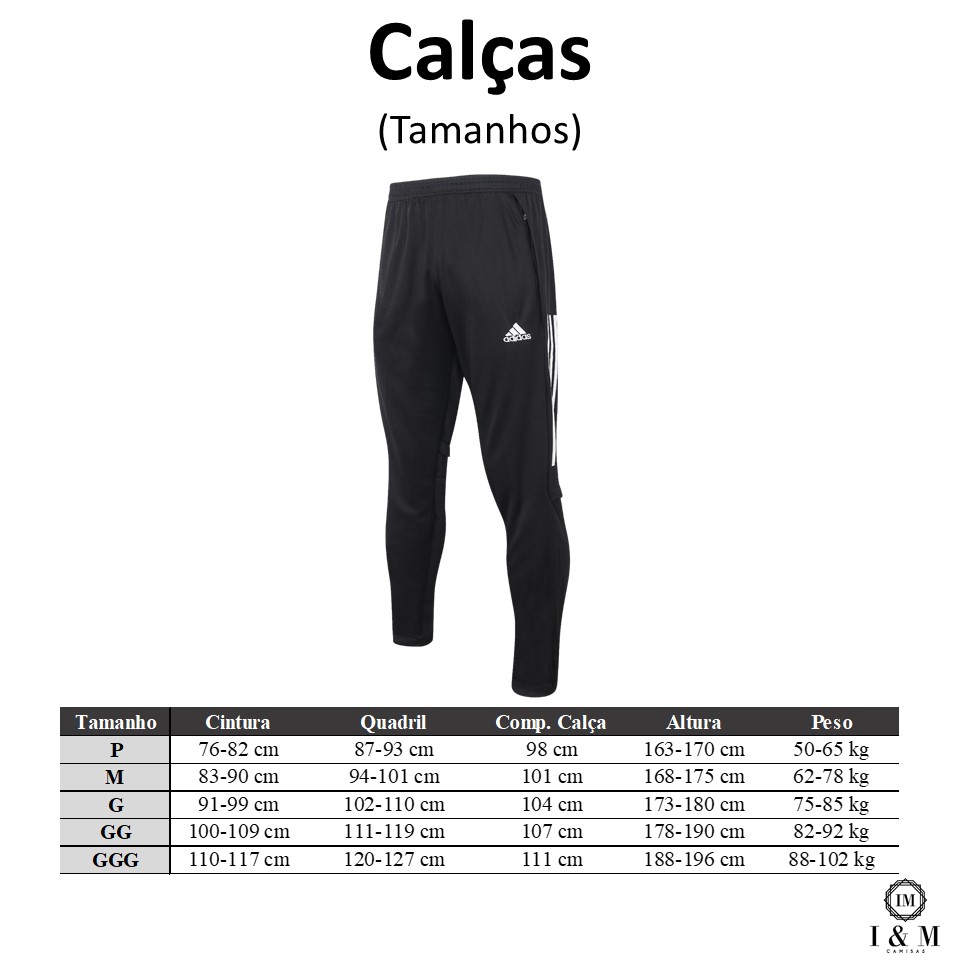 Calças
(Tamanhos)
adidas
Tamanho Cintura Quadril Comp. Calça Altura Peso
P 76-82 cm 87-93 cm 98 cm 163-170 cm 50-65 kg
M 83-90 cm 94-101 cm 101 cm 168-175 cm 62-78 kg
G 91-99 cm 102-110 cm 104 cm 173-180 cm 75-85 kg
GG 100-109 cm 111-119 cm 107 cm 178-190 cm 82-92 kg
GGG 110-117 cm 120-127 cm 111 cm 188-196 cm 88-102 kg
IM
I & M
CAMISAS